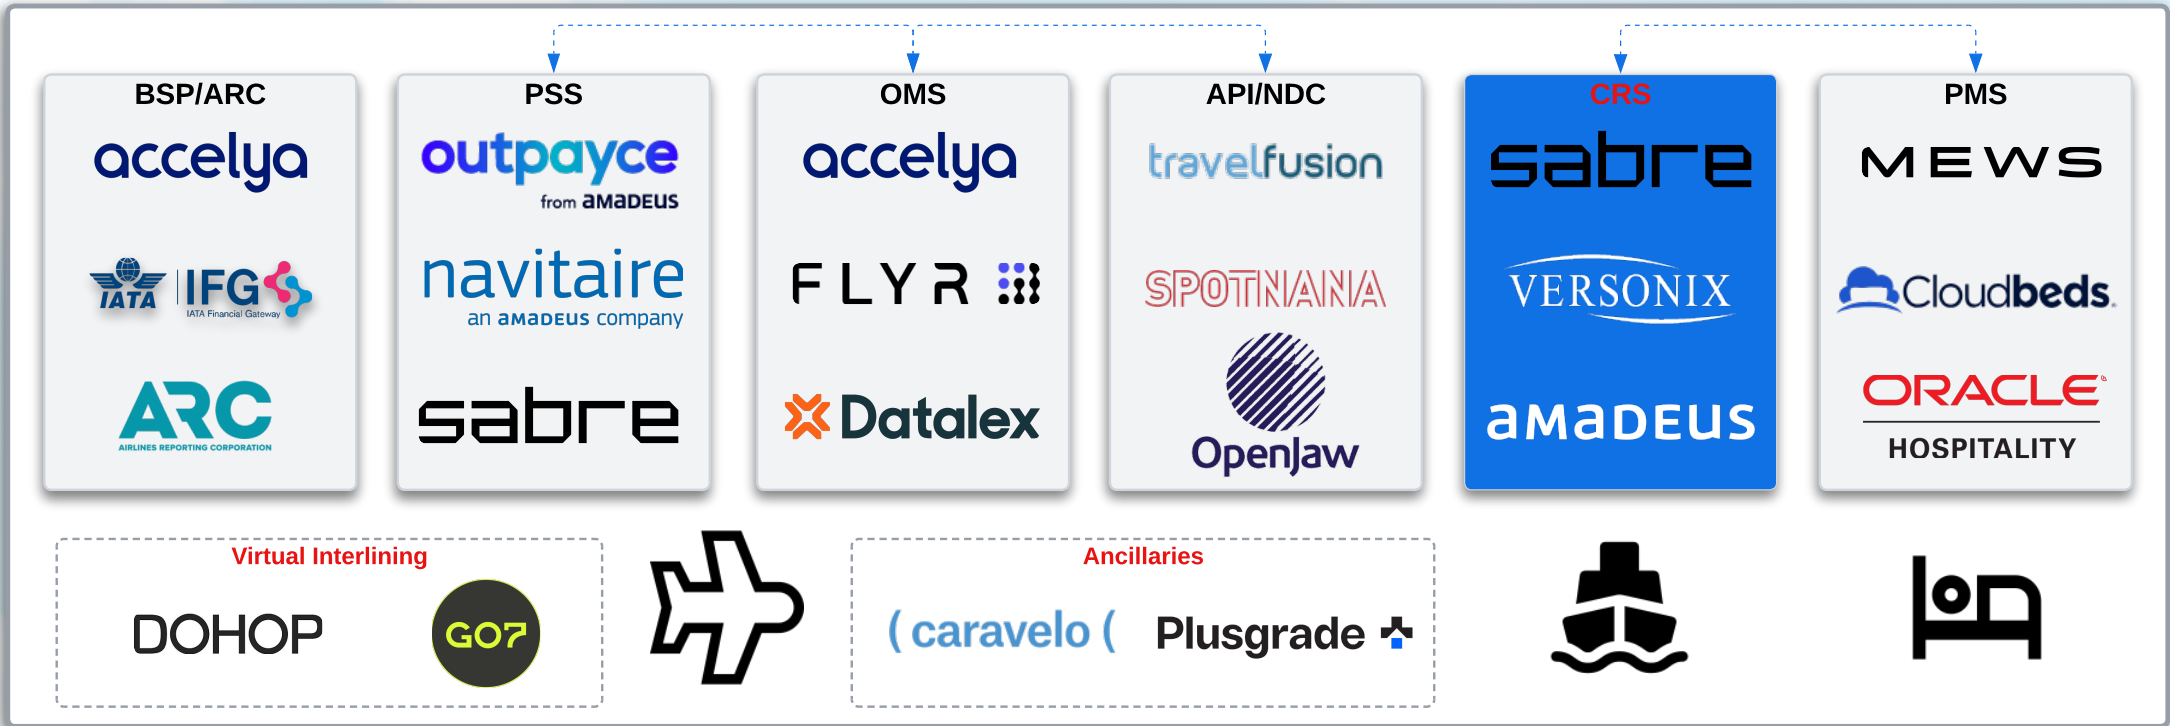 BSP/ARC
accelya
IATA
IFG
IATA Financial Gateway
ARC
AIRLINES REPORTING CORPORATION
PSS
outpayce
from amadeus
navitaire
an amadeus company
sabre
OMS
accelya
FLYR
Datalex
API/NDC
travelfusion
SPOTNANA
OpenJaw
CRS
sabre
VERSONIX
amadeus
PMS
MEWS
Cloudbeds.
ORACLE
HOSPITALITY
Virtual Interlining
DOHOP
GO7
Ancillaries
( caravelo (
Plusgrade